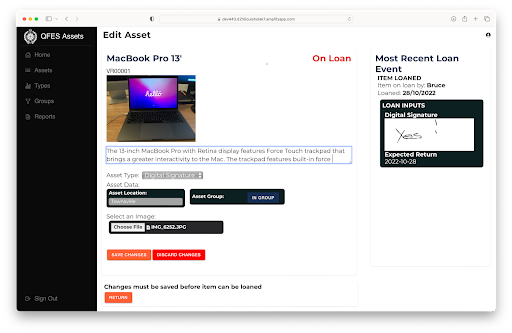 QFES Assets
Edit Asset
Home
Assets
Types
Groups
Reports
Sign Out
MacBook Pro 13"
On Loan
VR00001
hello
The 13-inch MacBook Pro with Retina display features Force Touch trackpad that
brings a greater interactivity to the Mac. The trackpad features built-in force
Asset Type: Digital Signature
Asset Data:
Asset Location:
Townsville
Asset Group:
IN GROUP
Select an Image:
Choose File IMG_6252.JPG
SAVE CHANGES
DISCARD CHANGES
Changes must be saved before item can be loaned
RETURN
Most Recent Loan
Event
ITEM LOANED
Item on loan by: Bruce
Loaned: 28/10/2022
LOAN INPUTS
Digital Signature
Yes
Expected Return
2022-10-28